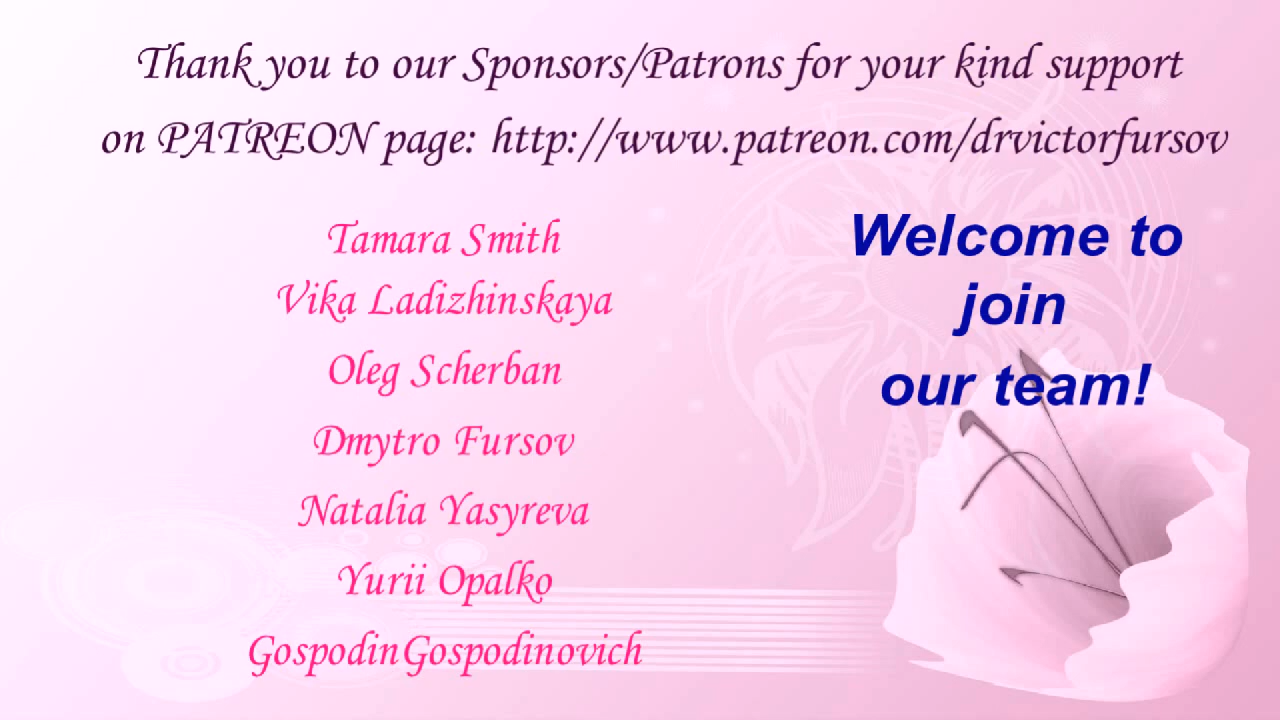 Thank you to our Sponsors/Patrons for your kind support
on PATREON page: http://www.patreon.com/drvictorfursov
Tamara Smith
Vika Ladizhinskaya
Oleg Scherban
Dmytro Fursov
Natalia Yasyreva
Yurii Opalko
GospodinGospodinovich
Welcome to
join
our team!